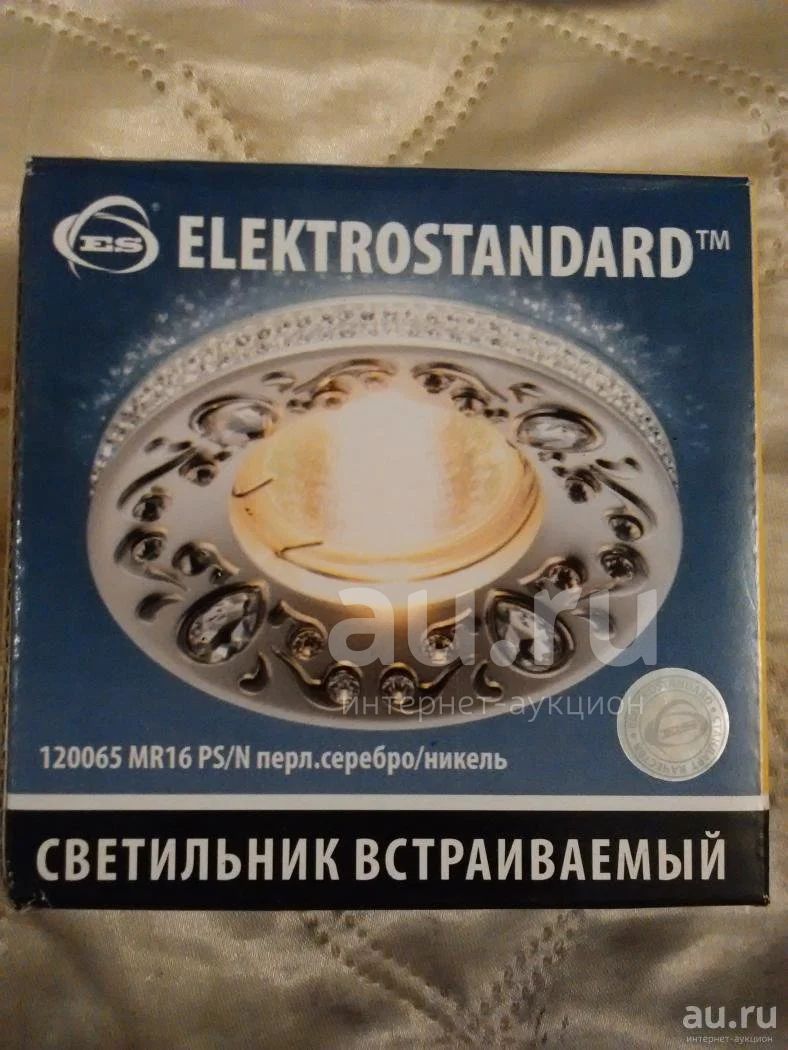 ES
ELEKTROSTANDARD™
au.ru
интернет-аукцион
120065 MR16 PS/N перл.серебро/никель
СВЕТИЛЬНИК ВСТРАИВАЕМЫЙ
au.ru
интернет-аукцион